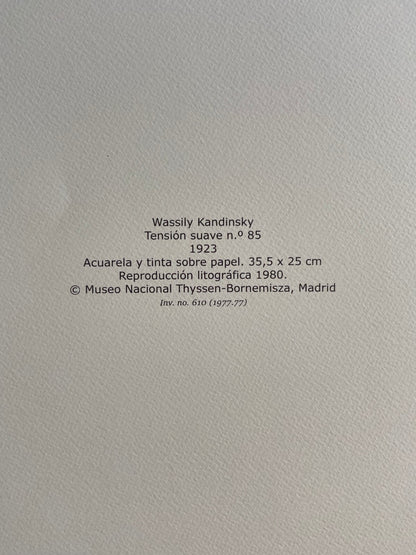 Wassily Kandinsky
Tensión suave n.º 85
1923
Acuarela y tinta sobre papel. 35,5 x 25 cm
Reproducción litográfica 1980.
© Museo Nacional Thyssen-Bornemisza, Madrid
Inv. no. 610 (1977.77)